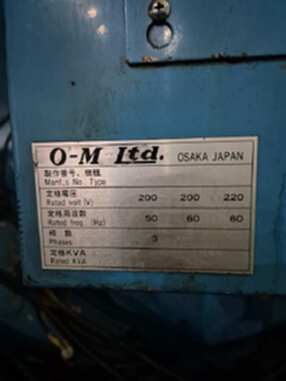 O-M Ltd. OSAKA JAPAN
製作番号、機種
Manf,s No. Type
定格電圧 200 200 220
Rated volt (V)
定格周波数 50 60 60
Rated freq. (Hz)
相数 3
Phases
定格KVA
Rated KVA